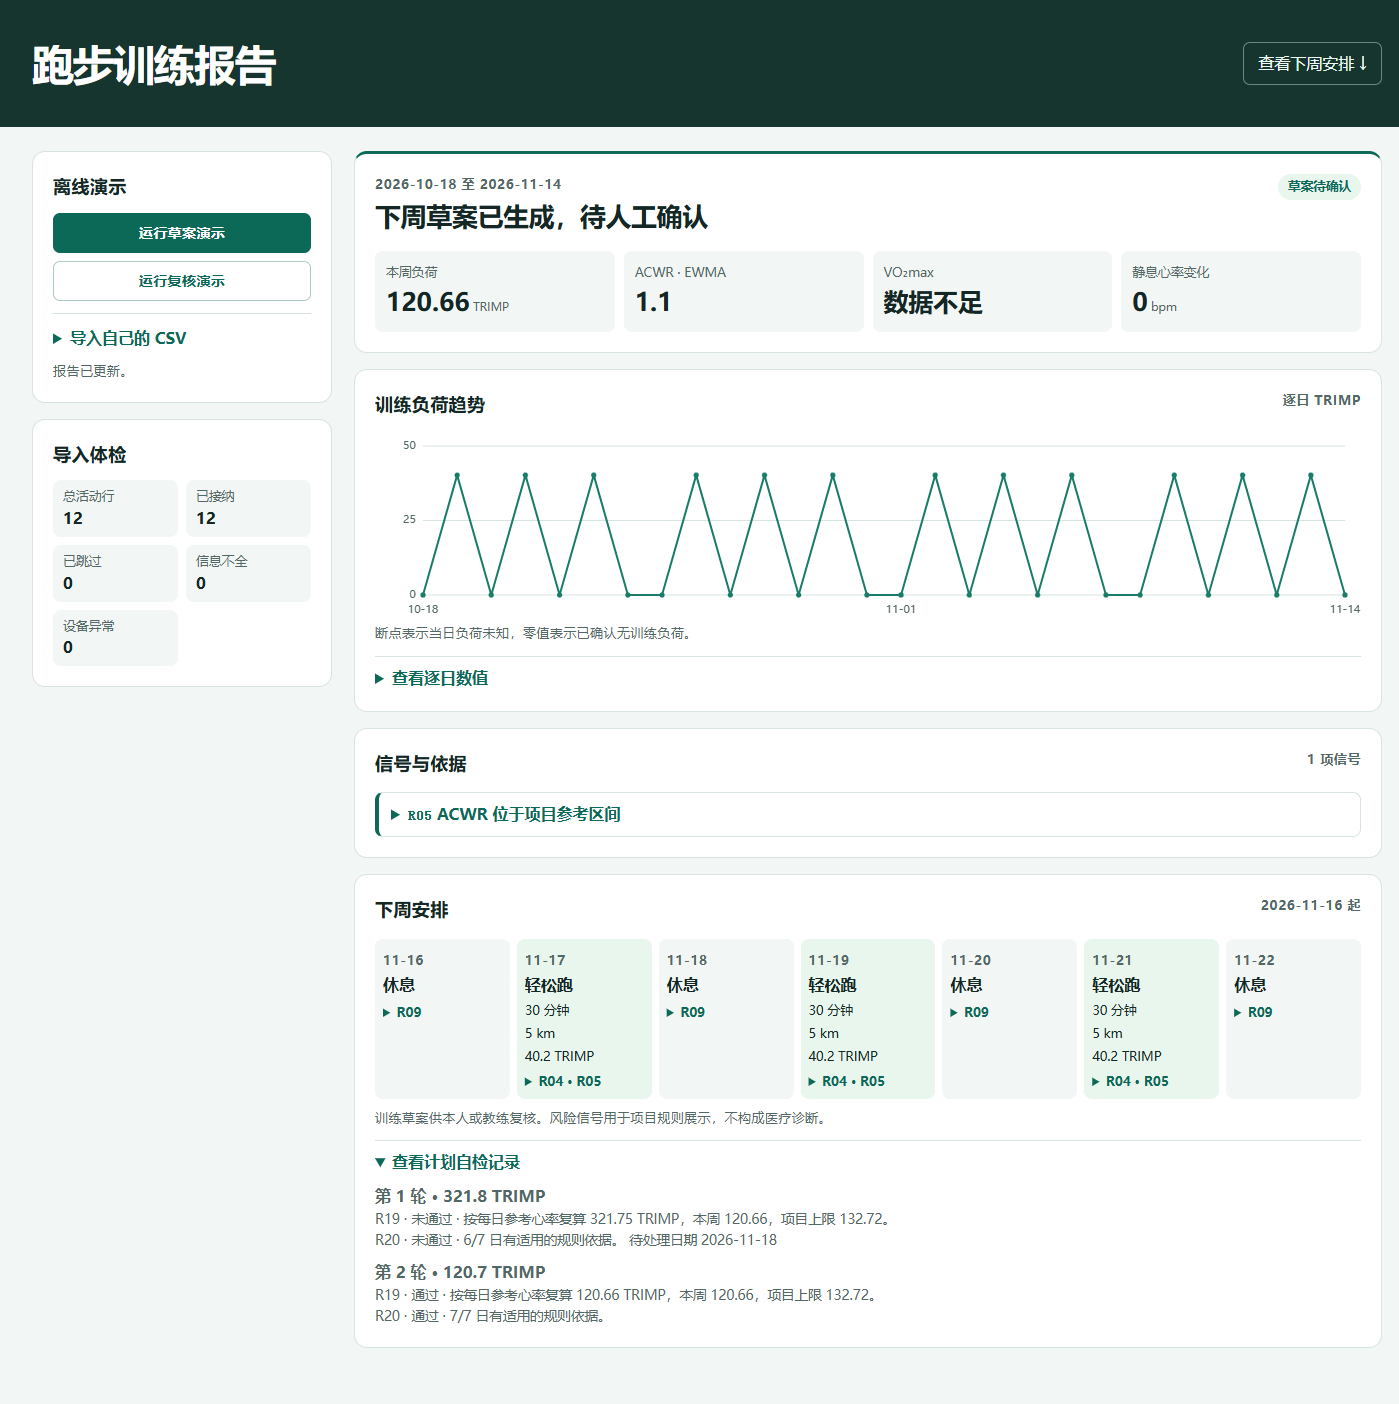 跑步训练报告
查看下周安排 ↓
离线演示
运行草案演示
运行复核演示
▶ 导入自己的 CSV
报告已更新。
导入体检
总活动行
12
已接纳
12
已跳过
0
信息不全
0
设备异常
0
2026-10-18 至 2026-11-14
草案待确认
下周草案已生成，待人工确认
本周负荷
120.66 TRIMP
ACWR · EWMA
1.1
VO₂max
数据不足
静息心率变化
0 bpm
训练负荷趋势
逐日 TRIMP
50
25
0
10-18
11-01
11-14
断点表示当日负荷未知，零值表示已确认无训练负荷。
▶ 查看逐日数值
信号与依据
1 项信号
▶ R05 ACWR 位于项目参考区间
下周安排
2026-11-16 起
11-16
休息
▶ R09
11-17
轻松跑
30 分钟
5 km
40.2 TRIMP
▶ R04 • R05
11-18
休息
▶ R09
11-19
轻松跑
30 分钟
5 km
40.2 TRIMP
▶ R04 • R05
11-20
休息
▶ R09
11-21
轻松跑
30 分钟
5 km
40.2 TRIMP
▶ R04 • R05
11-22
休息
▶ R09
训练草案供本人或教练复核。风险信号用于项目规则展示，不构成医疗诊断。
▼ 查看计划自检记录
第 1 轮 • 321.8 TRIMP
R19 · 未通过 · 按每日参考心率复算 321.75 TRIMP，本周 120.66，项目上限 132.72。
R20 · 未通过 · 6/7 日有适用的规则依据。 待处理日期 2026-11-18
第 2 轮 • 120.7 TRIMP
R19 · 通过 · 按每日参考心率复算 120.66 TRIMP，本周 120.66，项目上限 132.72。
R20 · 通过 · 7/7 日有适用的规则依据。